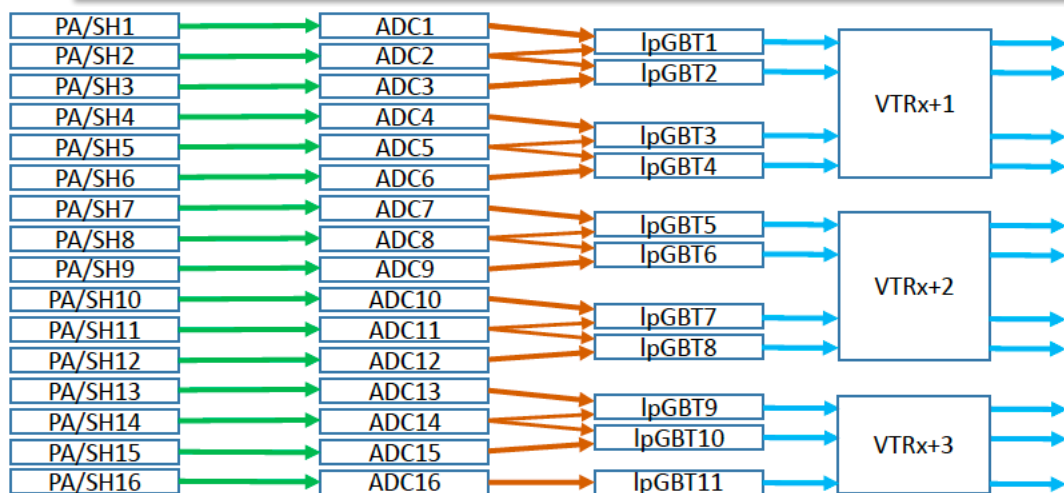 PA/SH1
ADC1
PA/SH2
ADC2
PA/SH3
ADC3
PA/SH4
ADC4
PA/SH5
ADC5
PA/SH6
ADC6
PA/SH7
ADC7
PA/SH8
ADC8
PA/SH9
ADC9
PA/SH10
ADC10
PA/SH11
ADC11
PA/SH12
ADC12
PA/SH13
ADC13
PA/SH14
ADC14
PA/SH15
ADC15
PA/SH16
ADC16
lpGBT1
lpGBT2
lpGBT3
lpGBT4
lpGBT5
lpGBT6
lpGBT7
lpGBT8
lpGBT9
lpGBT10
lpGBT11
VTRx+1
VTRx+2
VTRx+3